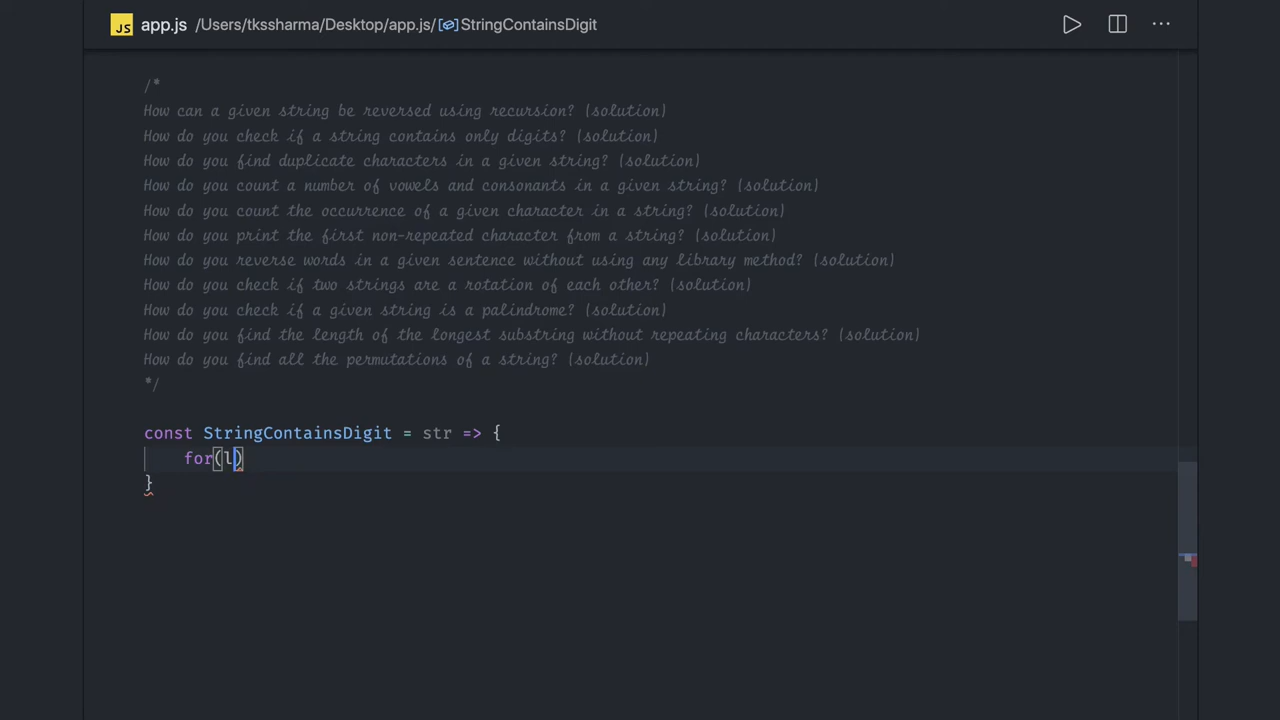 JS app.js /Users/tkssharma/Desktop/app.js/ StringContainsDigit
/*
How can a given string be reversed using recursion? (solution)
How do you check if a string contains only digits? (solution)
How do you find duplicate characters in a given string? (solution)
How do you count a number of vowels and consonants in a given string? (solution)
How do you count the occurrence of a given character in a string? (solution)
How do you print the first non-repeated character from a string? (solution)
How do you reverse words in a given sentence without using any library method? (solution)
How do you check if two strings are a rotation of each other? (solution)
How do you check if a given string is a palindrome? (solution)
How do you find the length of the longest substring without repeating characters? (solution)
How do you find all the permutations of a string? (solution)
*/
const StringContainsDigit = str => {
for(l)
}